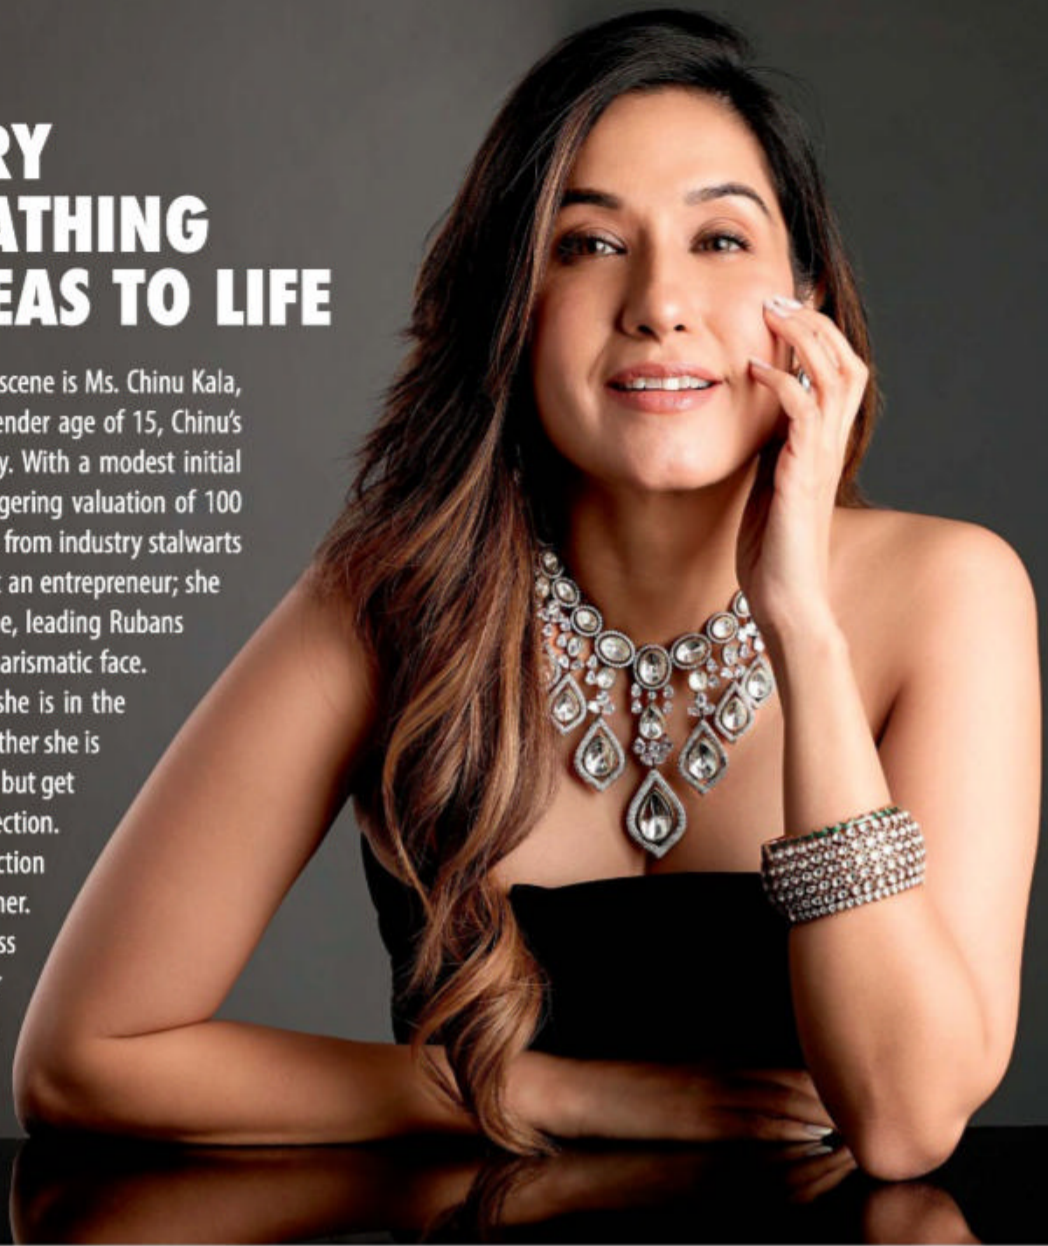 RY
ATHING
EAS TO LIFE
scene is Ms. Chinu Kala,
ender age of 15, Chinu's
y. With a modest initial
gering valuation of 100
from industry stalwarts
t an entrepreneur; she
e, leading Rubans
arismatic face.
she is in the
ther she is
but get
ection.
ction
her.
ss